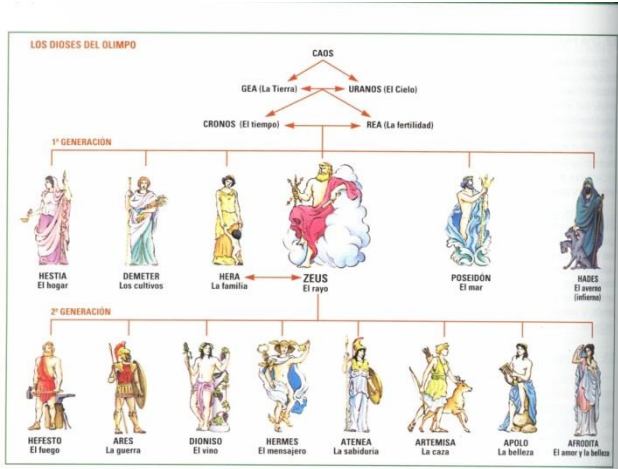 LOS DIOSES DEL OLIMPO
CAOS
GEA (La Tierra)
URANOS (El Cielo)
CRONOS (El tiempo)
REA (La fertilidad)
1ª GENERACIÓN
HESTIA
El hogar
DEMETER
Los cultivos
HERA
La familia
ZEUS
El rayo
POSEIDÓN
El mar
HADES
El averno
(infierno)
2ª GENERACIÓN
HEFESTO
El fuego
ARES
La guerra
DIONISO
El vino
HERMES
El mensajero
ATENEA
La sabiduria
ARTEMISA
La caza
APOLO
La belleza
AFRODITA
El amor y la belleza